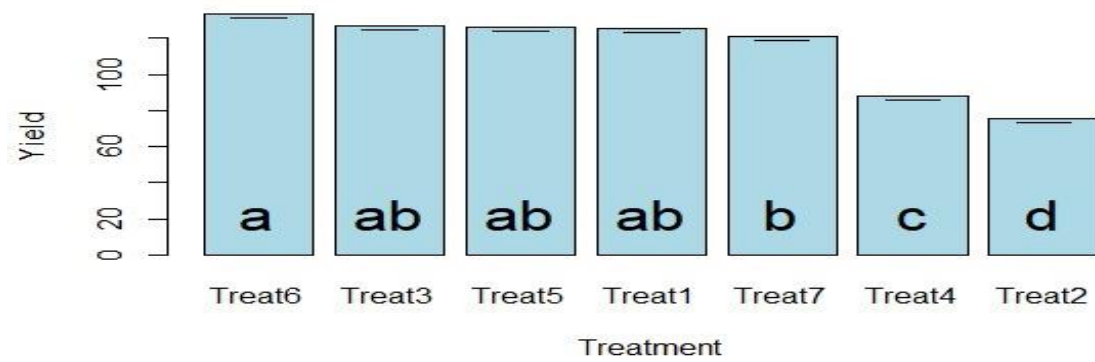 Yield
100
60
20
0
a ab ab ab b c d
Treat6 Treat3 Treat5 Treat1 Treat7 Treat4 Treat2
Treatment